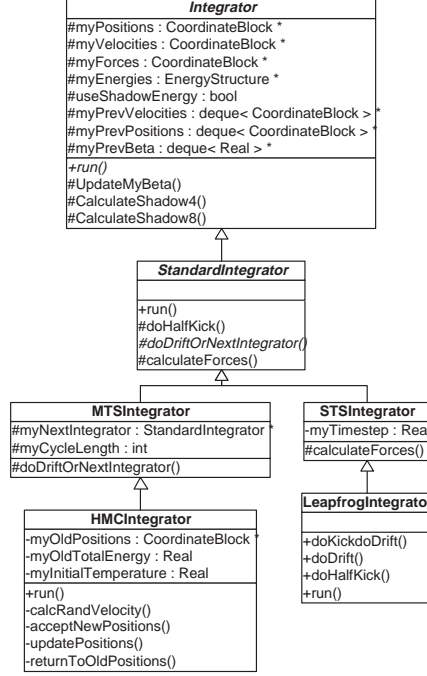 Integrator
#myPositions : CoordinateBlock *
#myVelocities : CoordinateBlock *
#myForces : CoordinateBlock *
#myEnergies : EnergyStructure *
#useShadowEnergy : bool
#myPrevVelocities : deque< CoordinateBlock > *
#myPrevPositions : deque< CoordinateBlock > *
#myPrevBeta : deque< Real > *
+run()
#UpdateMyBeta()
#CalculateShadow4()
#CalculateShadow8()
StandardIntegrator
+run()
#doHalfKick()
#doDriftOrNextIntegrator()
#calculateForces()
MTSIntegrator
#myNextIntegrator : StandardIntegrator *
#myCycleLength : int
#doDriftOrNextIntegrator()
STSIntegrator
-myTimestep : Rea
#calculateForces()
HMCIntegrator
-myOldPositions : CoordinateBlock *
-myOldTotalEnergy : Real
-myInitialTemperature : Real
+run()
-calcRandVelocity()
-acceptNewPositions()
-updatePositions()
-returnToOldPositions()
LeapfrogIntegrato
+doKickdoDrift()
+doDrift()
+doHalfKick()
+run()